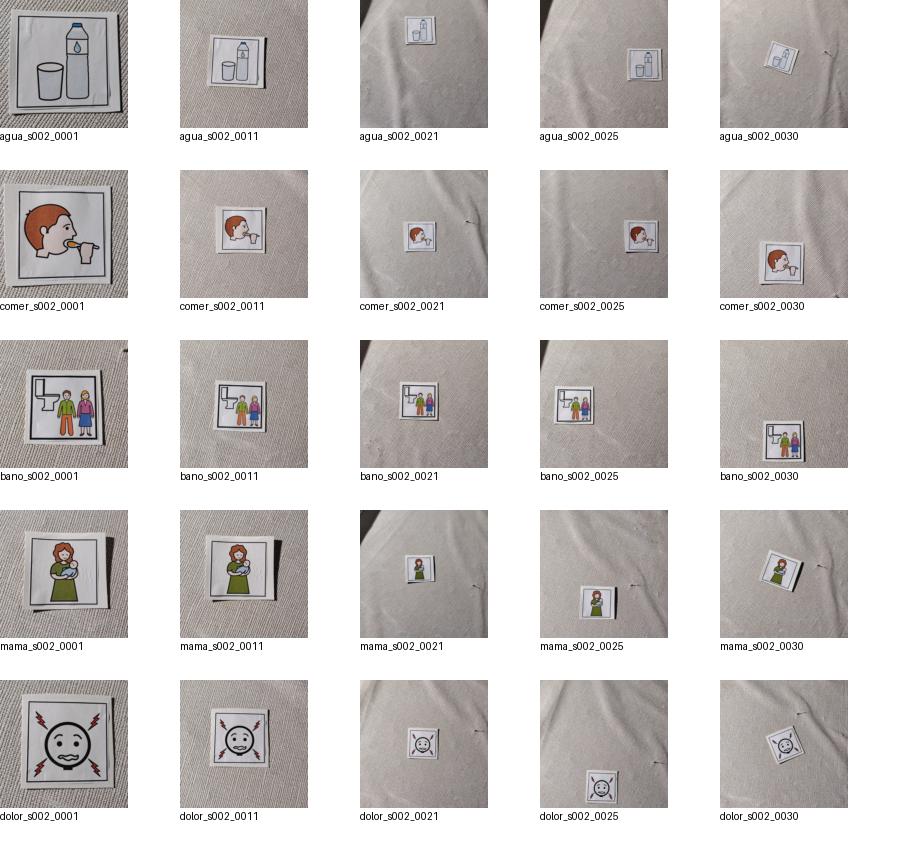 agua_s002_0001 agua_s002_0011 agua_s002_0021 agua_s002_0025 agua_s002_0030
comer_s002_0001 comer_s002_0011 comer_s002_0021 comer_s002_0025 comer_s002_0030
bano_s002_0001 bano_s002_0011 bano_s002_0021 bano_s002_0025 bano_s002_0030
mama_s002_0001 mama_s002_0011 mama_s002_0021 mama_s002_0025 mama_s002_0030
dolor_s002_0001 dolor_s002_0011 dolor_s002_0021 dolor_s002_0025 dolor_s002_0030